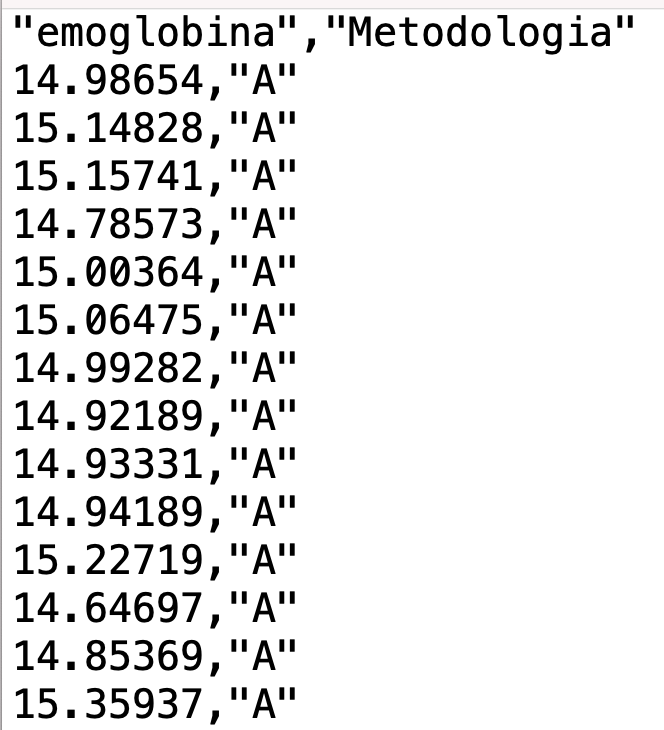 "emoglobina","Metodologia"
14.98654,"A"
15.14828,"A"
15.15741,"A"
14.78573,"A"
15.00364,"A"
15.06475,"A"
14.99282,"A"
14.92189,"A"
14.93331,"A"
14.94189,"A"
15.22719,"A"
14.64697,"A"
14.85369,"A"
15.35937,"A"